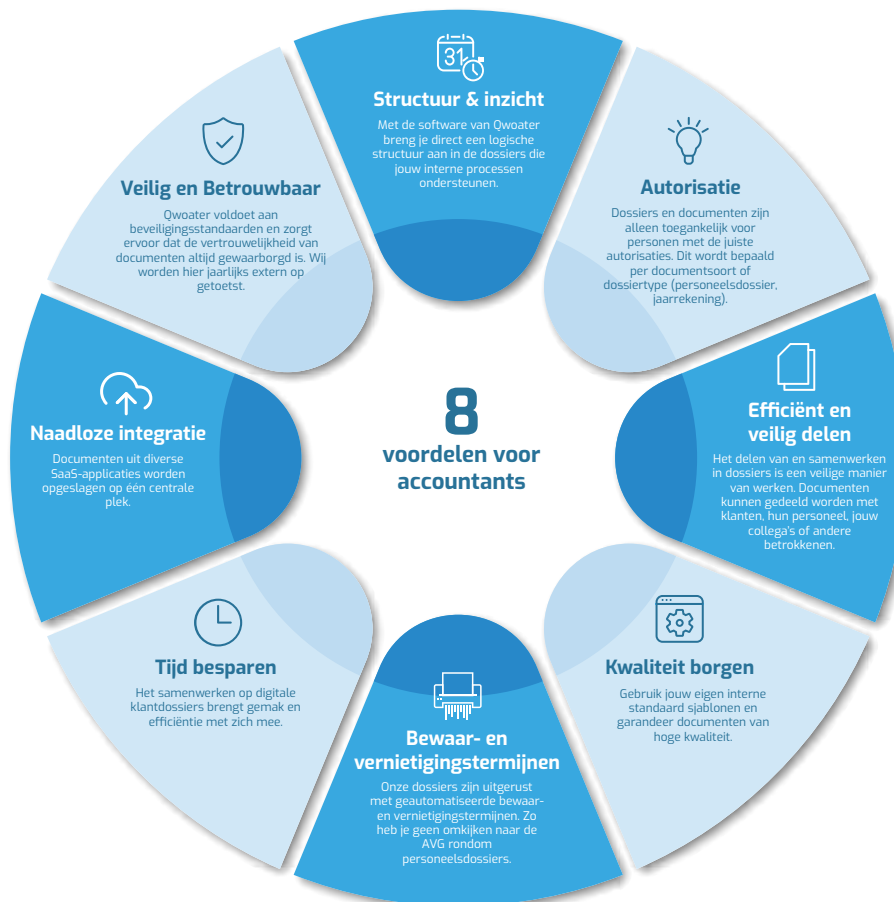 31
Structuur & inzicht
Met de software van Qwoater
breng je direct een logische
structuur aan in de dossiers die
jouw interne processen
ondersteunen.
Autorisatie
Dossiers en documenten zijn
alleen toegankelijk voor
personen met de juiste
autorisaties. Dit wordt bepaald
per documentsoort of
dossiertype (personeelsdossier,
jaarrekening).
Efficiënt en
veilig delen
Het delen van en samenwerken
in dossiers is een veilige manier
van werken. Documenten
kunnen gedeeld worden met
klanten, hun personeel, jouw
collega's of andere
betrokkenen.
Kwaliteit borgen
Gebruik jouw eigen interne
standaard sjablonen en
garandeer documenten van
hoge kwaliteit.
Bewaar- en
vernietigingstermijnen
Onze dossiers zijn uitgerust
met geautomatiseerde bewaar-
en vernietigingstermijnen. Zo
heb je geen omkijken naar de
AVG rondom
personeelsdossiers.
Tijd besparen
Het samenwerken op digitale
klantdossiers brengt gemak en
efficiëntie met zich mee.
Naadloze integratie
Documenten uit diverse
SaaS-applicaties worden
opgeslagen op één centrale
plek.
Veilig en Betrouwbaar
Qwoater voldoet aan
beveiligingsstandaarden en zorgt
ervoor dat de vertrouwelijkheid van
documenten altijd gewaarborgd is. Wij
worden hier jaarlijks extern op
getoetst.
8
voordelen voor
accountants